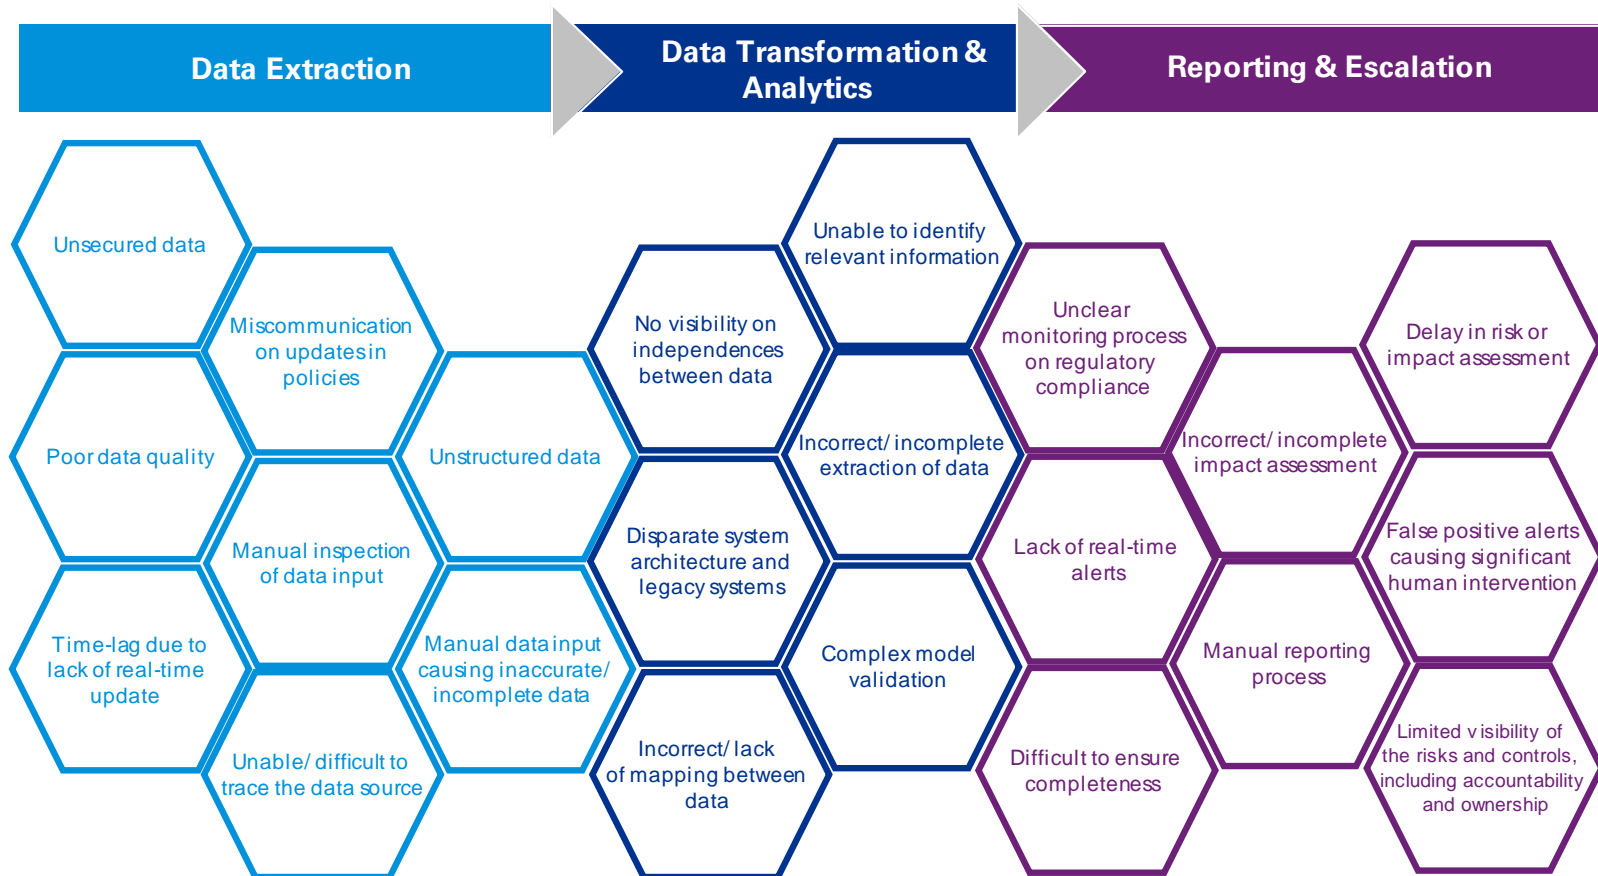 Data Extraction
Data Transformation &
Analytics
Reporting & Escalation
Unsecured data
Poor data quality
Time-lag due to
lack of real-time
update
Miscommunication
on updates in
policies
Manual inspection
of data input
Unable/ difficult to
trace the data source
Unstructured data
Manual data input
causing inaccurate/
incomplete data
No visibility on
independences
between data
Disparate system
architecture and
legacy systems
Incorrect/ lack
of mapping between
data
Unable to identify
relevant information
Incorrect/ incomplete
extraction of data
Complex model
validation
Unclear
monitoring process
on regulatory
compliance
Lack of real-time
alerts
Difficult to ensure
completeness
Incorrect/ incomplete
impact assessment
Manual reporting
process
Delay in risk or
impact assessment
False positive alerts
causing significant
human intervention
Limited visibility of
the risks and controls,
including accountability
and ownership